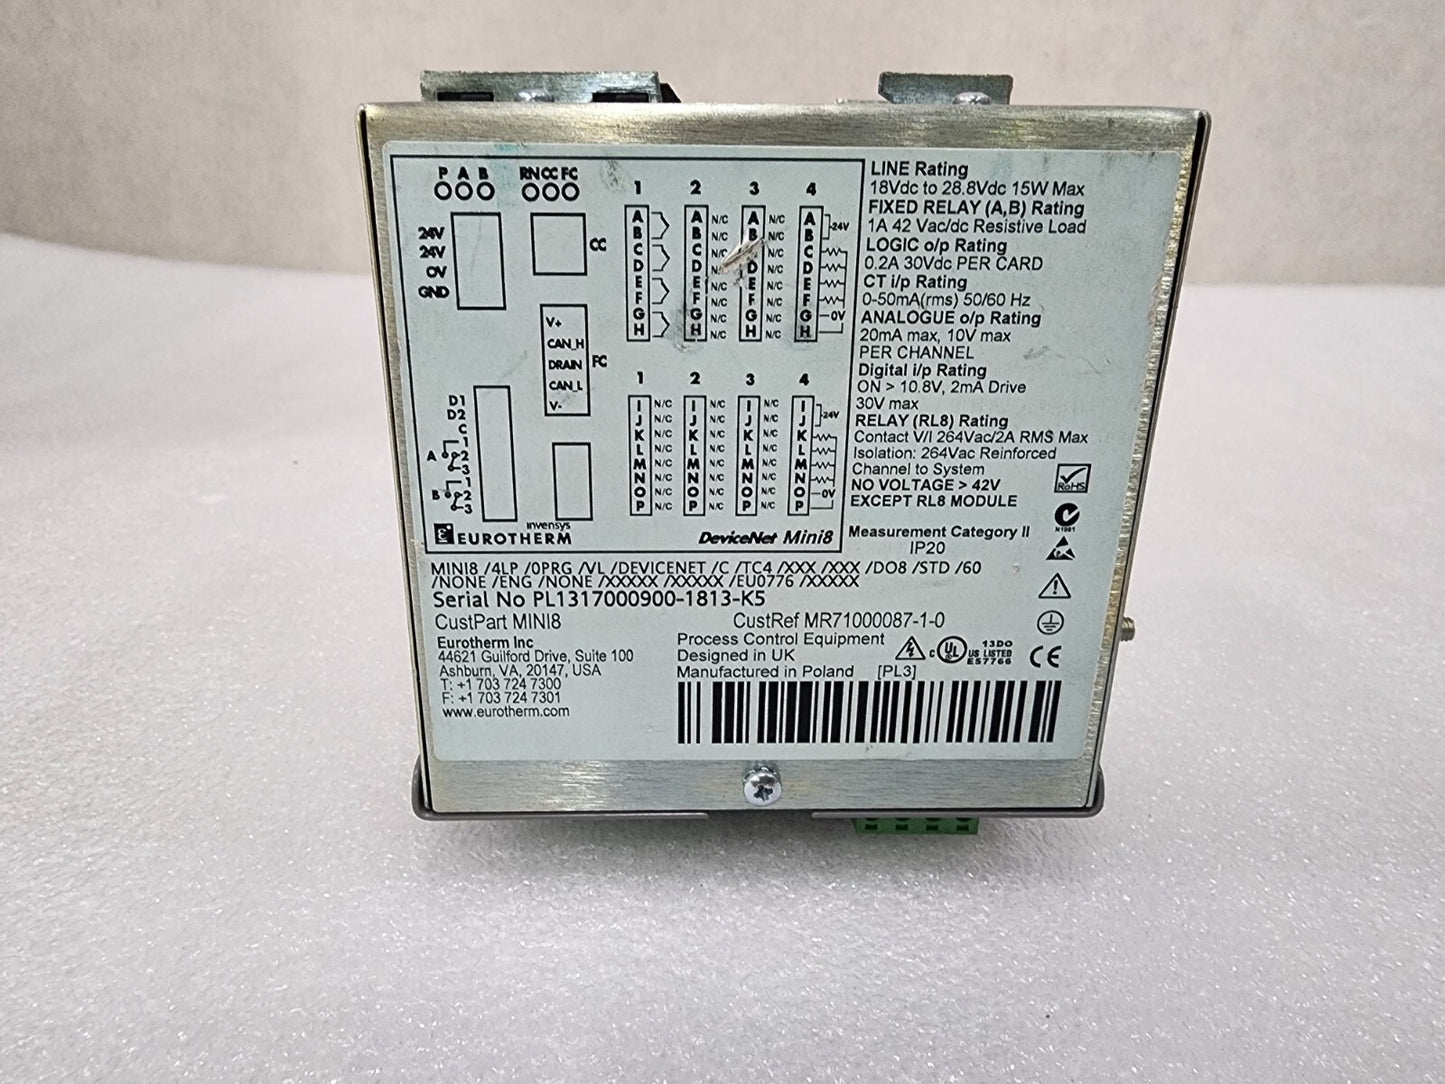 P A B
RN CC FC
24V
24V
0V
GND
CC
V+
CAN_H
DRAIN
CAN_L
V-
FC
D1
D2
C
A
1
2
3
B
1
2
3
1
A
B
C
D
E
F
G
H
2
A N/C
B N/C
C N/C
D N/C
E N/C
F N/C
G N/C
H N/C
3
A N/C
B N/C
N/C
D N/C
E N/C
F N/C
G N/C
H N/C
4
A
B
C
D
E
F
G
H
24V
0V
1
I N/C
J N/C
K N/C
L N/C
M N/C
N N/C
O N/C
P N/C
2
I N/C
J N/C
K N/C
L N/C
M N/C
N N/C
O N/C
P N/C
3
I N/C
J N/C
K N/C
L N/C
M N/C
N N/C
O N/C
P N/C
4
I
J
K
L
M
N
O
P
24V
0V
invensys
EUROTHERM
DeviceNet Mini8
LINE Rating
18Vdc to 28.8Vdc 15W Max
FIXED RELAY (A,B) Rating
1A 42 Vac/dc Resistive Load
LOGIC o/p Rating
0.2A 30Vdc PER CARD
CT i/p Rating
0-50mA(rms) 50/60 Hz
ANALOGUE o/p Rating
20mA max, 10V max
PER CHANNEL
Digital i/p Rating
ON > 10.8V, 2mA Drive
30V max
RELAY (RL8) Rating
Contact V/I 264Vac/2A RMS Max
Isolation: 264Vac Reinforced
Channel to System
NO VOLTAGE > 42V
EXCEPT RL8 MODULE
RoHS
N1001
Measurement Category II
IP20
MINI8 /4LP /0PRG /VL /DEVICENET /C /TC4 /XXX /XXX /DO8 /STD /60
/NONE /ENG /NONE /XXXXX /XXXXX /EU0776 /XXXXX
Serial No PL1317000900-1813-K5
CustPart MINI8
CustRef MR71000087-1-0
Eurotherm Inc
44621 Guilford Drive, Suite 100
Ashburn, VA, 20147, USA
T: +1 703 724 7300
F: +1 703 724 7301
www.eurotherm.com
Process Control Equipment
Designed in UK
Manufactured in Poland [PL3]
C UL US LISTED
13DO
E57766
CE